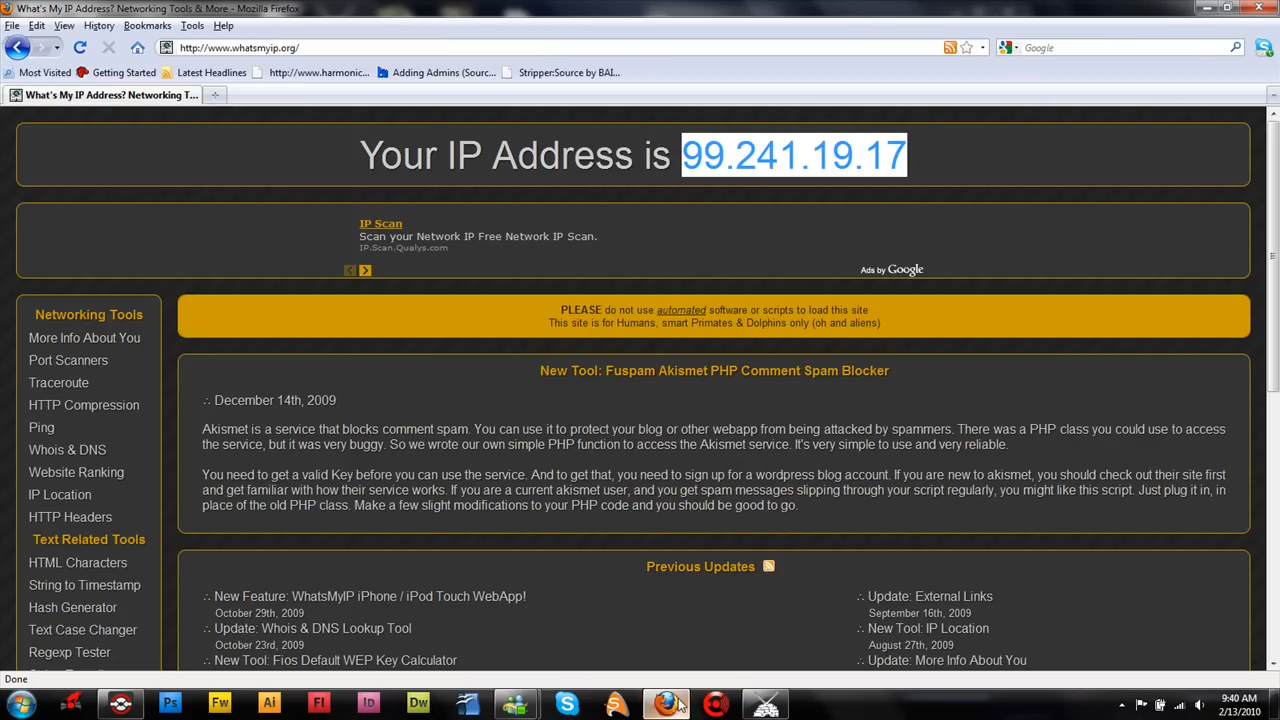 What's My IP Address? Networking Tools & More - Mozilla Firefox
File Edit View History Bookmarks Tools Help
http://www.whatsmyip.org/
Google
Most Visited Getting Started Latest Headlines http://www.harmonic... Adding Admins (Sourc... Stripper:Source by BAI...
What's My IP Address? Networking T...
Your IP Address is 99.241.19.17
IP Scan
Scan your Network IP Free Network IP Scan.
IP.Scan.Qualys.com
Ads by Google
Networking Tools
More Info About You
Port Scanners
Traceroute
HTTP Compression
Ping
Whois & DNS
Website Ranking
IP Location
HTTP Headers
Text Related Tools
HTML Characters
String to Timestamp
Hash Generator
Text Case Changer
Regexp Tester
PLEASE do not use automated software or scripts to load this site
This site is for Humans, smart Primates & Dolphins only (oh and aliens)
New Tool: Fuspam Akismet PHP Comment Spam Blocker
∴ December 14th, 2009
Akismet is a service that blocks comment spam. You can use it to protect your blog or other webapp from being attacked by spammers. There was a PHP class you could use to access
the service, but it was very buggy. So we wrote our own simple PHP function to access the Akismet service. It's very simple to use and very reliable.
You need to get a valid Key before you can use the service. And to get that, you need to sign up for a wordpress blog account. If you are new to akismet, you should check out their site first
and get familiar with how their service works. If you are a current akismet user, and you get spam messages slipping through your script regularly, you might like this script. Just plug it in, in
place of the old PHP class. Make a few slight modifications to your PHP code and you should be good to go.
Previous Updates
∴ New Feature: WhatsMyIP iPhone / iPod Touch WebApp!
October 29th, 2009
∴ Update: Whois & DNS Lookup Tool
October 23rd, 2009
∴ New Tool: Fios Default WEP Key Calculator
∴ Update: External Links
September 16th, 2009
∴ New Tool: IP Location
August 27th, 2009
∴ Update: More Info About You
Done
Ps Fw Ai Fl Id Dw
9:40 AM
2/13/2010